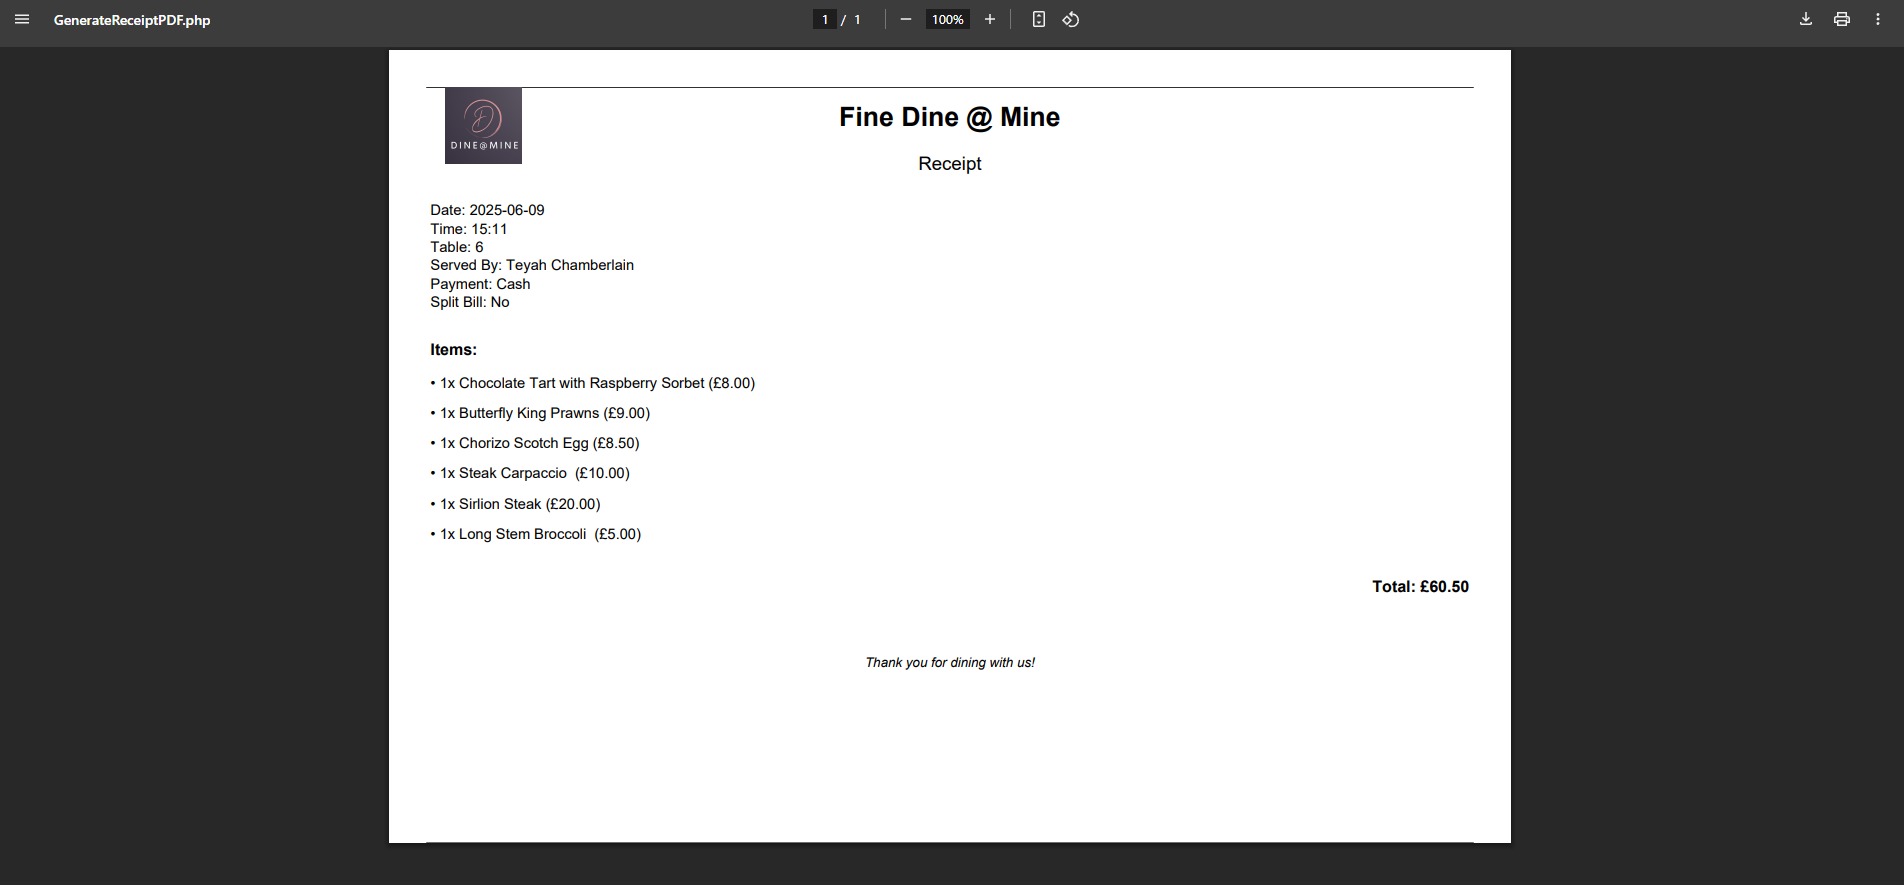 GenerateReceiptPDF.php
1 / 1
100%
DINE@MINE
Fine Dine @ Mine
Receipt
Date: 2025-06-09
Time: 15:11
Table: 6
Served By: Teyah Chamberlain
Payment: Cash
Split Bill: No
Items:
• 1x Chocolate Tart with Raspberry Sorbet (£8.00)
• 1x Butterfly King Prawns (£9.00)
• 1x Chorizo Scotch Egg (£8.50)
• 1x Steak Carpaccio  (£10.00)
• 1x Sirlion Steak (£20.00)
• 1x Long Stem Broccoli  (£5.00)
Total: £60.50
Thank you for dining with us!